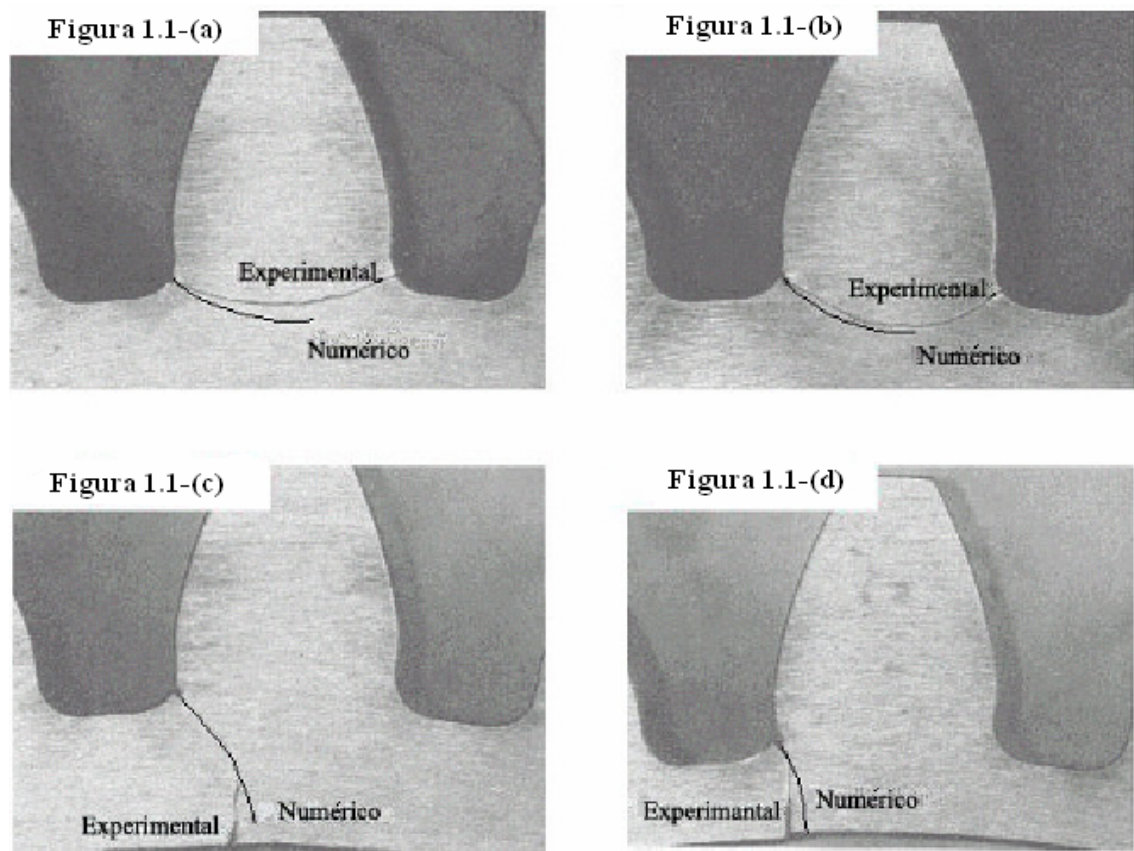 Figura 1.1-(a)
Experimental
Numérico
Figura 1.1-(b)
Experimental
Numérico
Figura 1.1-(c)
Experimental
Numérico
Figura 1.1-(d)
Experimantal
Numérico